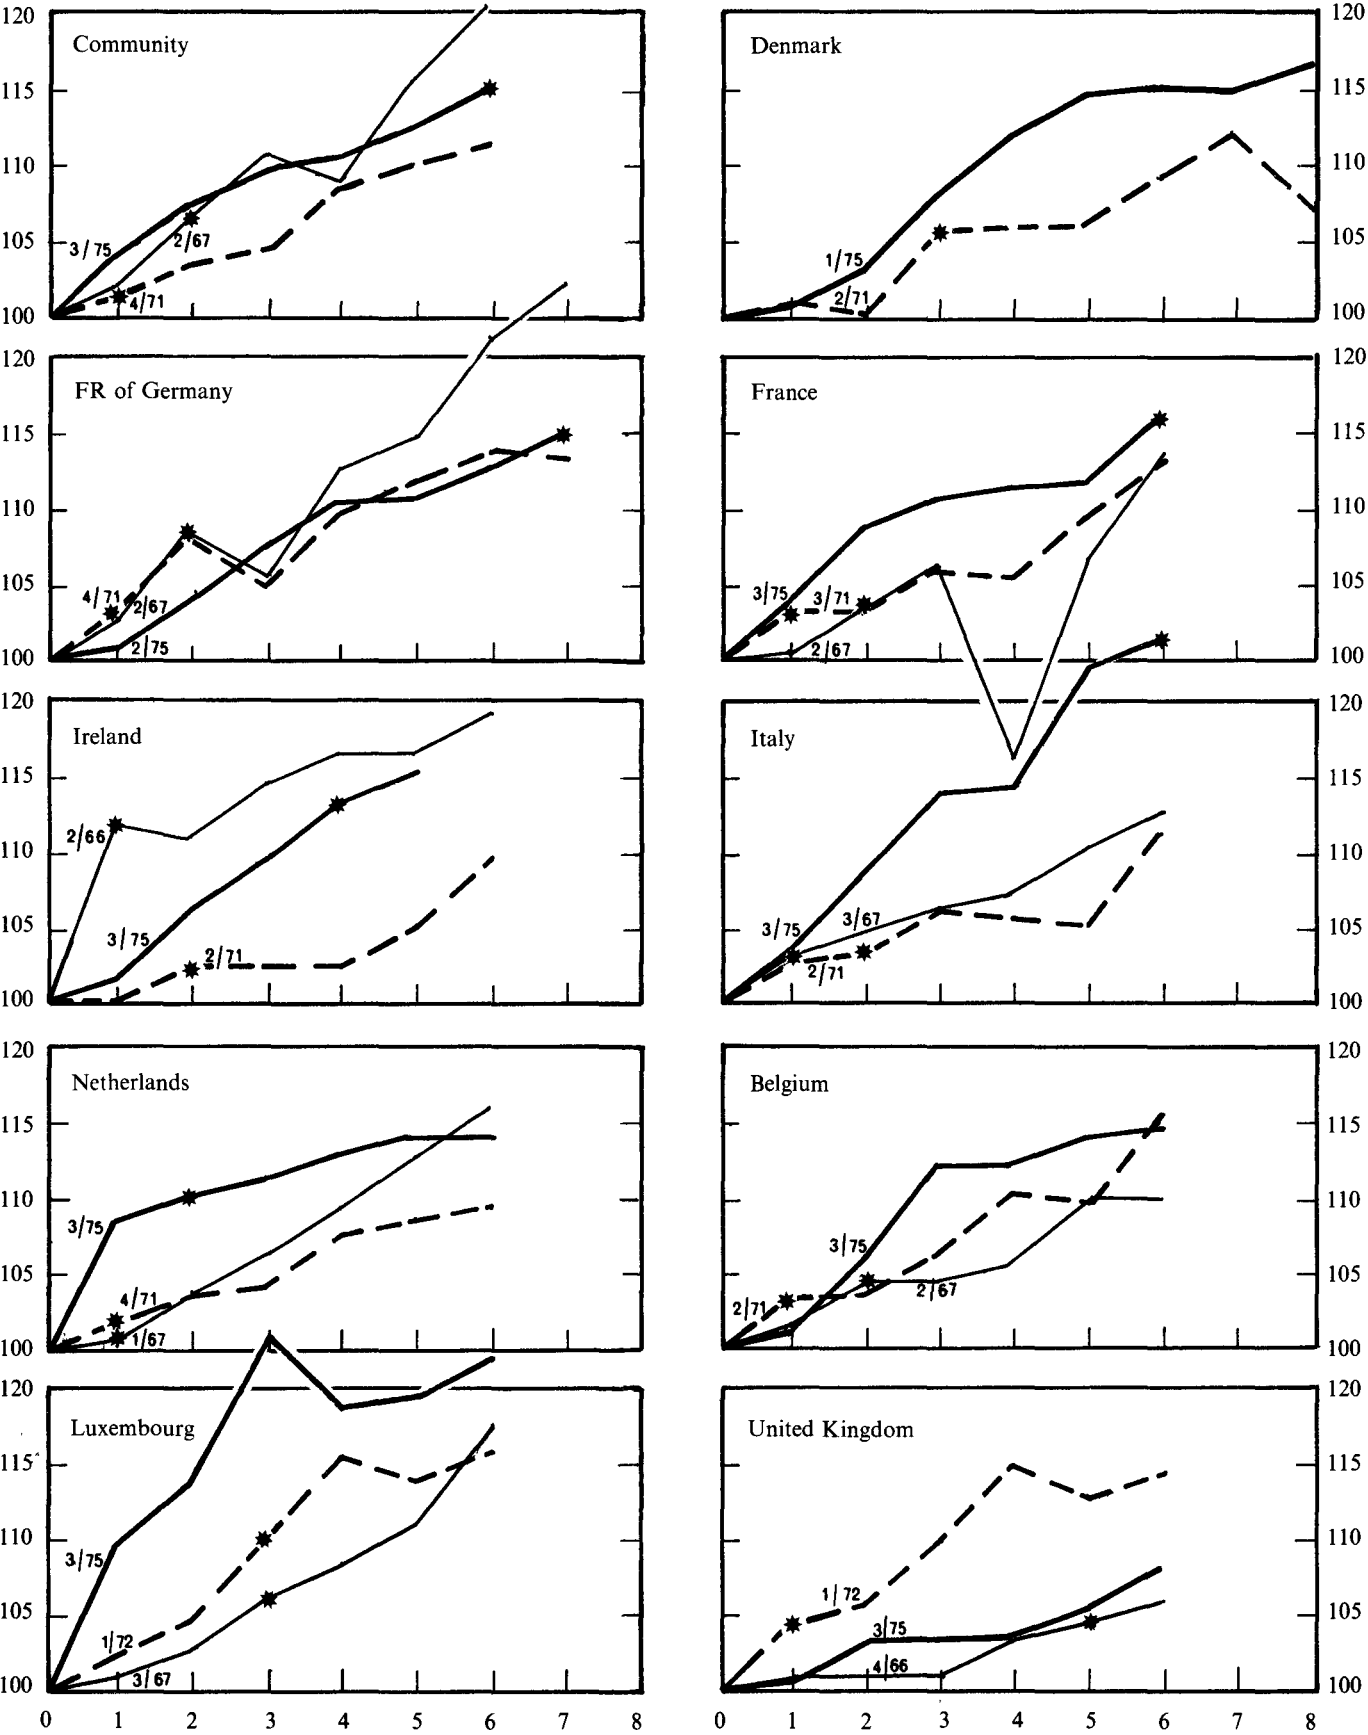 120 120
Community Denmark
115 115
110 110
105 105
3/75 2/67 4/71
1/75 2/71
100 100
120 120
FR of Germany France
115 115
110 110
105 105
4/71 2/67 2/75
3/75 3/71 2/67
100 100
120 120
Ireland Italy
115 115
110 110
105 105
2/66 3/75 2/71
3/75 3/67 2/71
100 100
120 120
Netherlands Belgium
115 115
110 110
105 105
3/75 4/71 1/67
3/75 2/71 2/67
100 100
120 120
Luxembourg United Kingdom
115 115
110 110
105 105
3/75 1/72 3/67
1/72 3/75 4/66
100 100
0 1 2 3 4 5 6 7 8 0 1 2 3 4 5 6 7 8